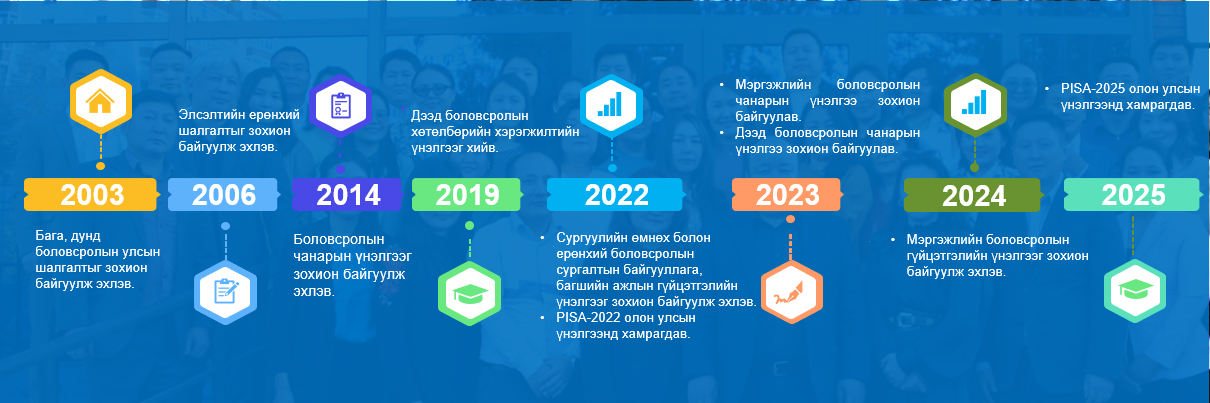 2003
Бага, дунд
боловсролын улсын
шалгалтыг зохион
байгуулж эхлэв.
Элсэлтийн ерөнхий
шалгалтыг зохион
байгуулж эхлэв.
2006
2014
Боловсролын
чанарын үнэлгээг
зохион байгуулж
эхлэв.
Дээд боловсролын
хөтөлбөрийн хэрэгжилтийн
үнэлгээг хийв.
2019
2022
• Сургуулийн өмнөх болон
ерөнхий боловсролын
сургалтын байгууллага,
багшийн ажлын гүйцэтгэлийн
үнэлгээг зохион байгуулж эхлэв.
• PISA-2022 олон улсын
үнэлгээнд хамрагдав.
• Мэргэжлийн боловсролын
чанарын үнэлгээ зохион
байгуулав.
• Дээд боловсролын чанарын
үнэлгээ зохион байгуулав.
2023
2024
• Мэргэжлийн боловсролын
гүйцэтгэлийн үнэлгээг зохион
байгуулж эхлэв.
• PISA-2025 олон улсын
үнэлгээнд хамрагдав.
2025